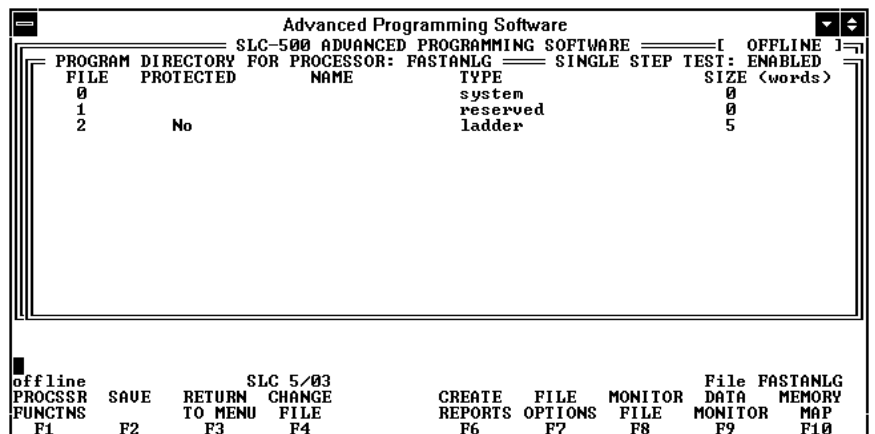 Advanced Programming Software
SLC-500 ADVANCED PROGRAMMING SOFTWARE [ OFFLINE ]
PROGRAM DIRECTORY FOR PROCESSOR: FASTANLG SINGLE STEP TEST: ENABLED
FILE PROTECTED NAME TYPE SIZE (words)
0 system 0
1 reserved 0
2 No ladder 5
offline SLC 5/03 File FASTANLG
PROCSSR SAVE RETURN CHANGE CREATE FILE MONITOR DATA MEMORY
FUNCTNS TO MENU FILE REPORTS OPTIONS FILE MONITOR MAP
F1 F2 F3 F4 F6 F7 F8 F9 F10